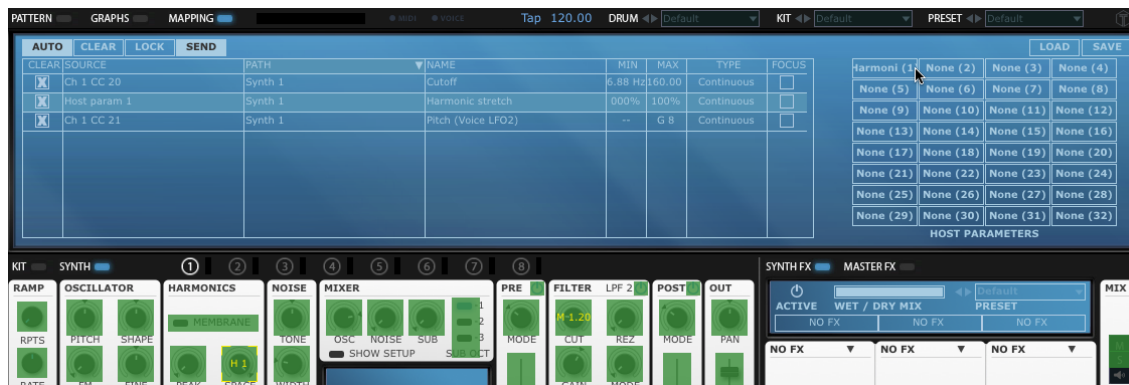 PATTERN GRAPHS MAPPING MIDI VOICE Tap 120.00 DRUM Default KIT Default PRESET Default
AUTO CLEAR LOCK SEND LOAD SAVE
CLEAR SOURCE PATH NAME MIN MAX TYPE FOCUS
X Ch 1 CC 20 Synth 1 Cutoff 6.88 Hz 160.00 Continuous
X Host param 1 Synth 1 Harmonic stretch 000% 100% Continuous
X Ch 1 CC 21 Synth 1 Pitch (Voice LFO2) -- G 8 Continuous
Harmoni (1) None (2) None (3) None (4)
None (5) None (6) None (7) None (8)
None (9) None (10) None (11) None (12)
None (13) None (14) None (15) None (16)
None (17) None (18) None (19) None (20)
None (21) None (22) None (23) None (24)
None (25) None (26) None (27) None (28)
None (29) None (30) None (31) None (32)
HOST PARAMETERS
KIT SYNTH 1 2 3 4 5 6 7 8 SYNTH FX MASTER FX
RAMP OSCILLATOR HARMONICS NOISE MIXER PRE FILTER LPF 2 POST OUT MIX
ACTIVE WET / DRY MIX Default PRESET
NO FX NO FX NO FX
MEMBRANE 1 2 3 M-1.20
RPTS PITCH SHAPE TONE OSC NOISE SUB MODE CUT REZ MODE PAN
SHOW SETUP SUB OCT
NO FX NO FX NO FX
H 1
M
S
RATE FM FINE PEAK SPACE WIDTH GAIN MODE